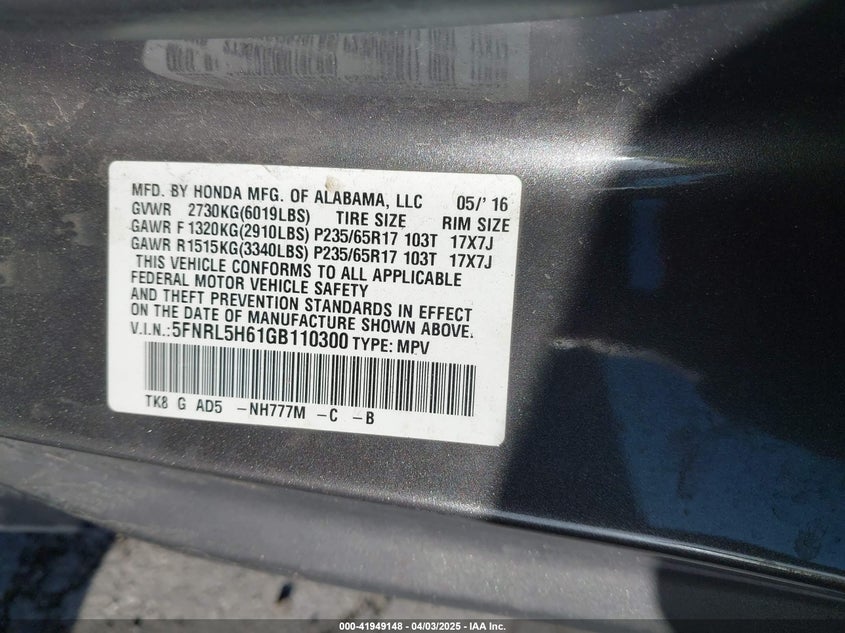 MFD. BY HONDA MFG. OF ALABAMA, LLC 05/'16
GVWR 2730KG(6019LBS) TIRE SIZE RIM SIZE
GAWR F 1320KG(2910LBS) P235/65R17 103T 17X7J
GAWR R1515KG(3340LBS) P235/65R17 103T 17X7J
THIS VEHICLE CONFORMS TO ALL APPLICABLE
FEDERAL MOTOR VEHICLE SAFETY
AND THEFT PREVENTION STANDARDS IN EFFECT
ON THE DATE OF MANUFACTURE SHOWN ABOVE.
V.I.N.:5FNRL5H61GB110300 TYPE: MPV
TK8 G AD5 -NH777M -C -B
000-41949148 - 04/03/2025 - IAA Inc.